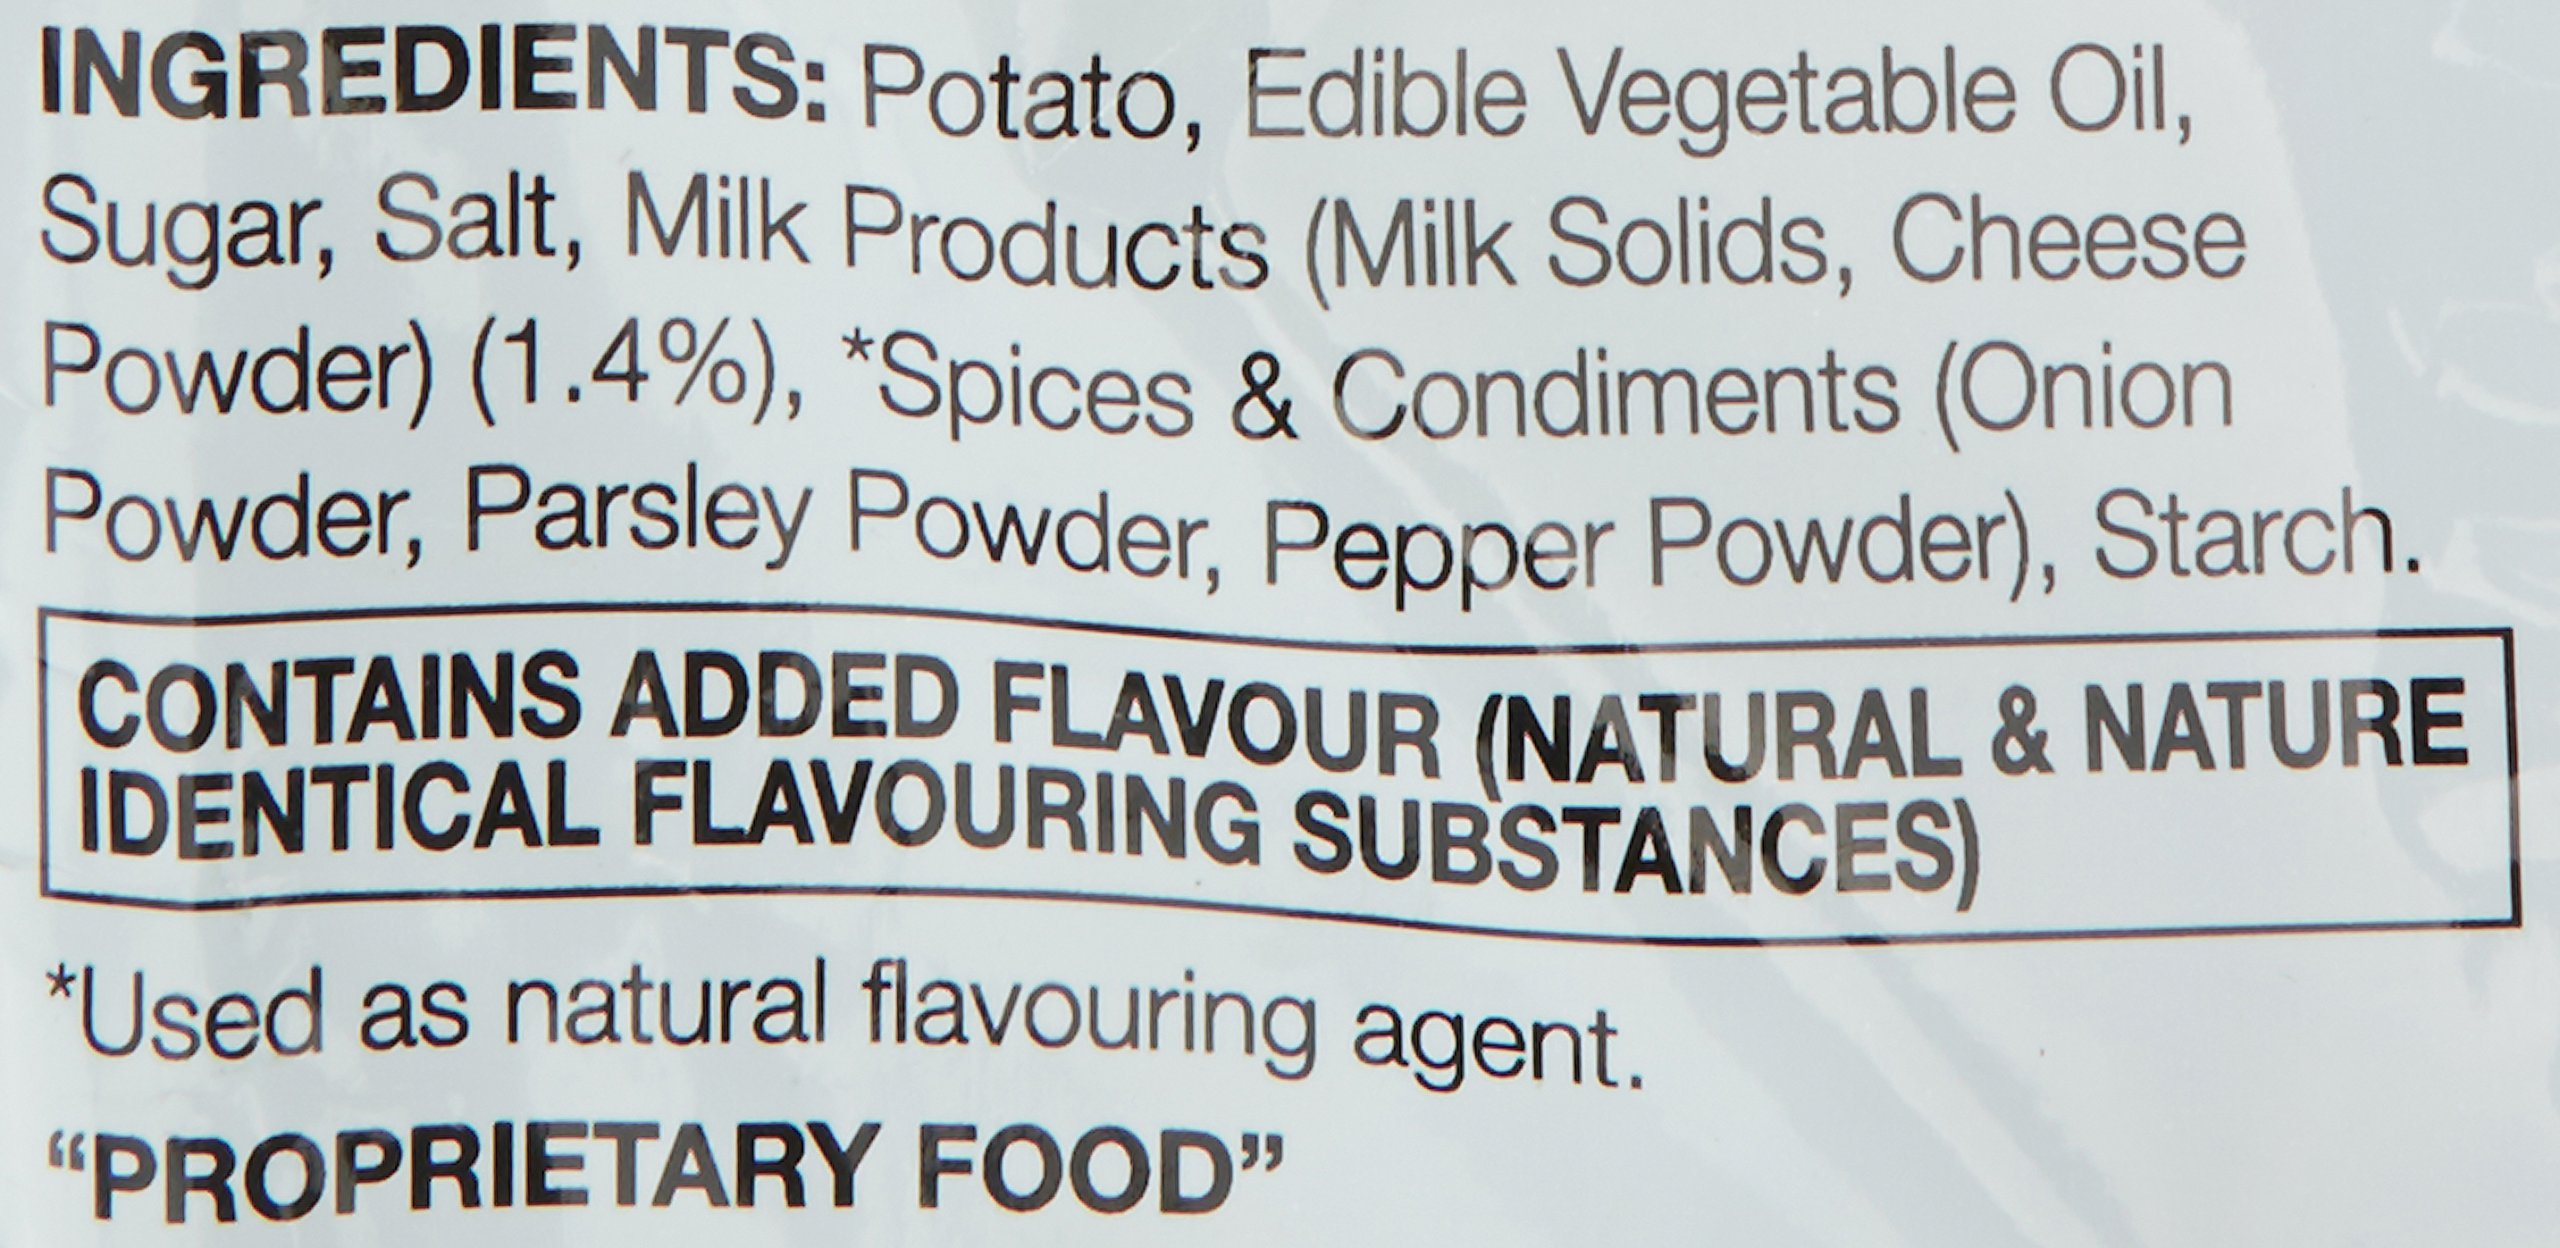 INGREDIENTS: Potato, Edible Vegetable Oil,
Sugar, Salt, Milk Products (Milk Solids, Cheese
Powder) (1.4%), *Spices & Condiments (Onion
Powder, Parsley Powder, Pepper Powder), Starch.
CONTAINS ADDED FLAVOUR (NATURAL & NATURE
IDENTICAL FLAVOURING SUBSTANCES)
*Used as natural flavouring agent.
“PROPRIETARY FOOD”